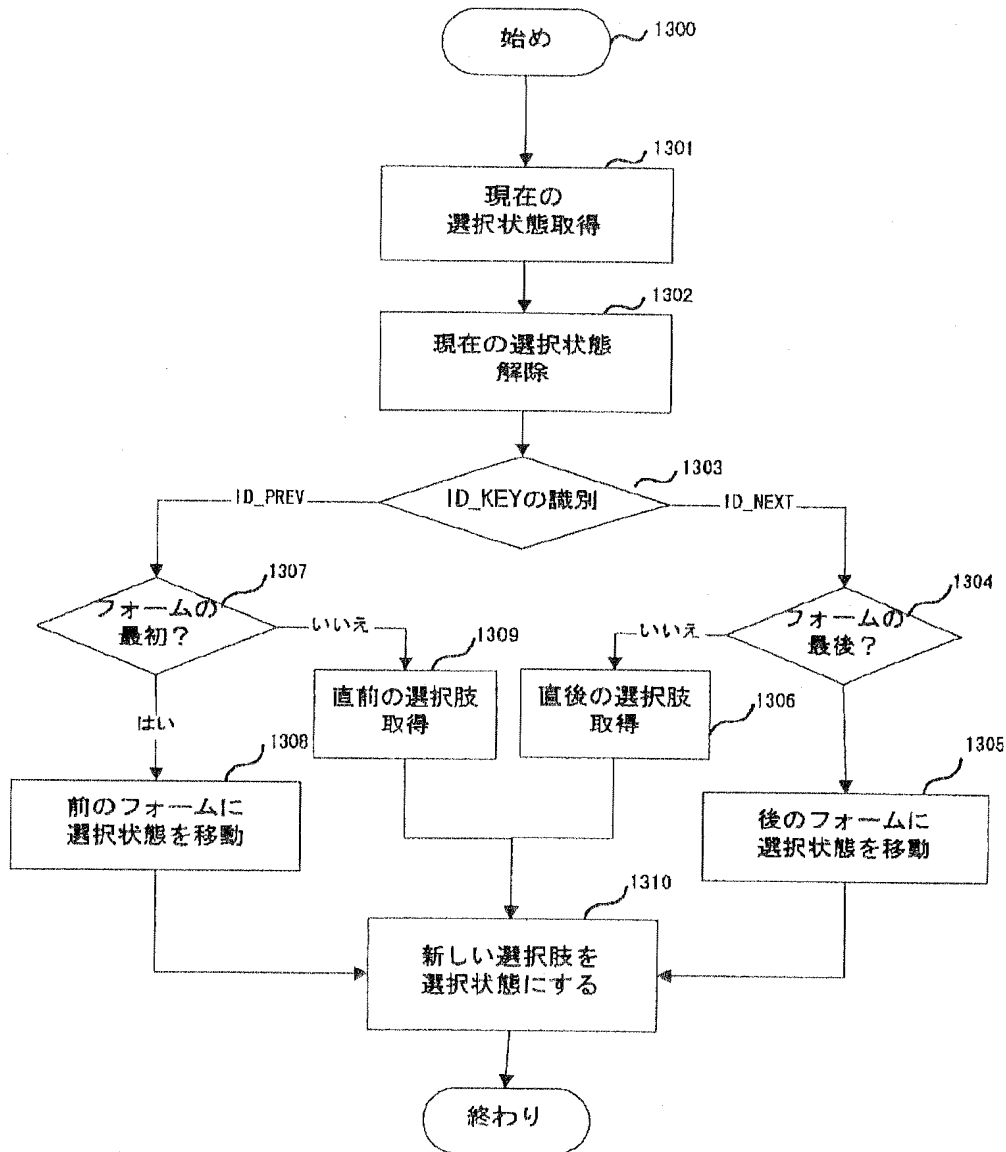 始め
1300
1301
現在の
選択状態取得
1302
現在の選択状態
解除
1303
ID_KEYの識別
ID_PREV
ID_NEXT
1307
フォームの
最初？
いいえ
はい
1304
フォームの
最後？
いいえ
1309
直前の選択肢
取得
直後の選択肢
取得
1306
1308
前のフォームに
選択状態を移動
1305
後のフォームに
選択状態を移動
1310
新しい選択肢を
選択状態にする
終わり